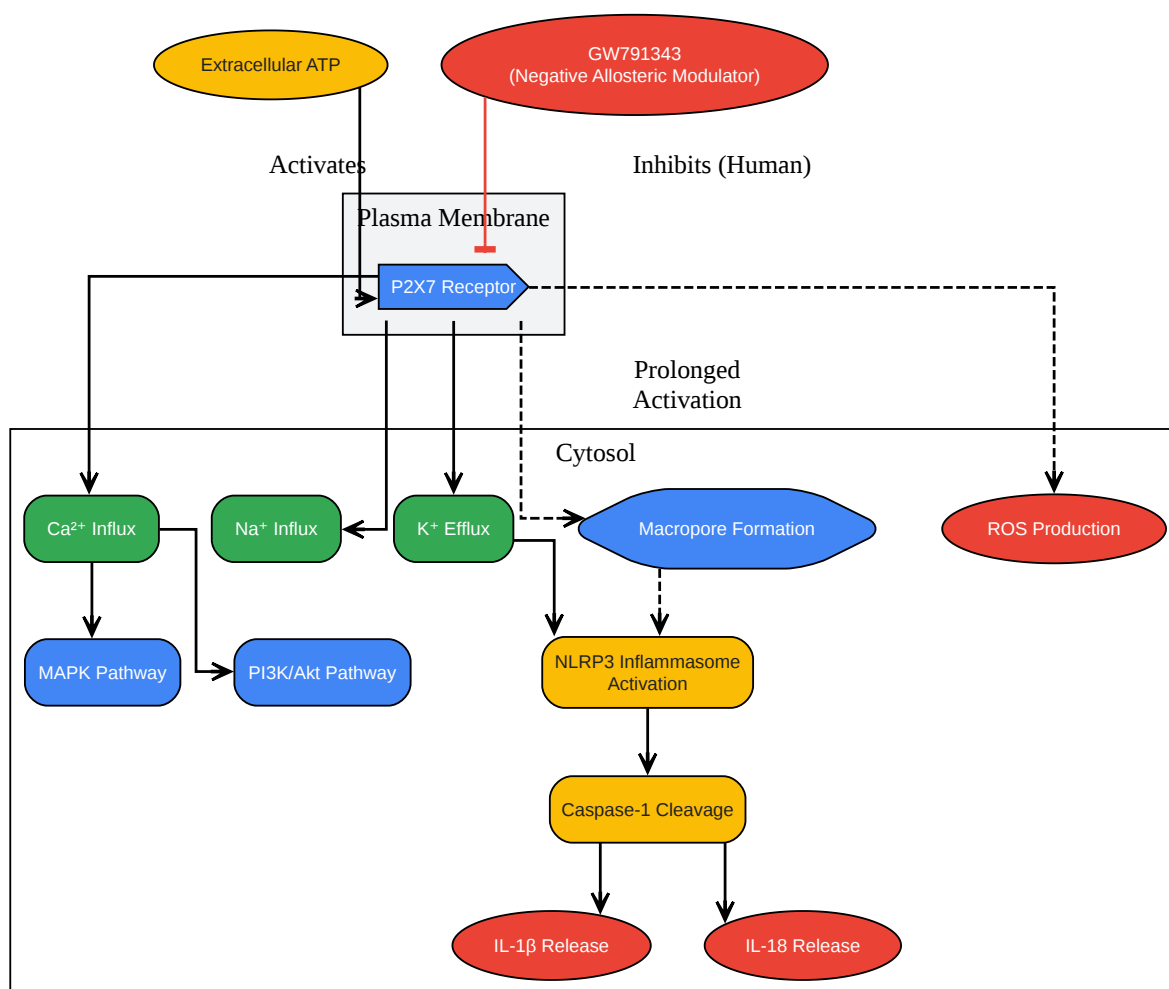 Extracellular ATP
GW791343
(Negative Allosteric Modulator)
Activates
Inhibits (Human)
Plasma Membrane
P2X7 Receptor
Prolonged
Activation
Cytosol
Ca²⁺ Influx
Na⁺ Influx
K⁺ Efflux
Macropore Formation
ROS Production
MAPK Pathway
PI3K/Akt Pathway
NLRP3 Inflammasome
Activation
Caspase-1 Cleavage
IL-1β Release
IL-18 Release